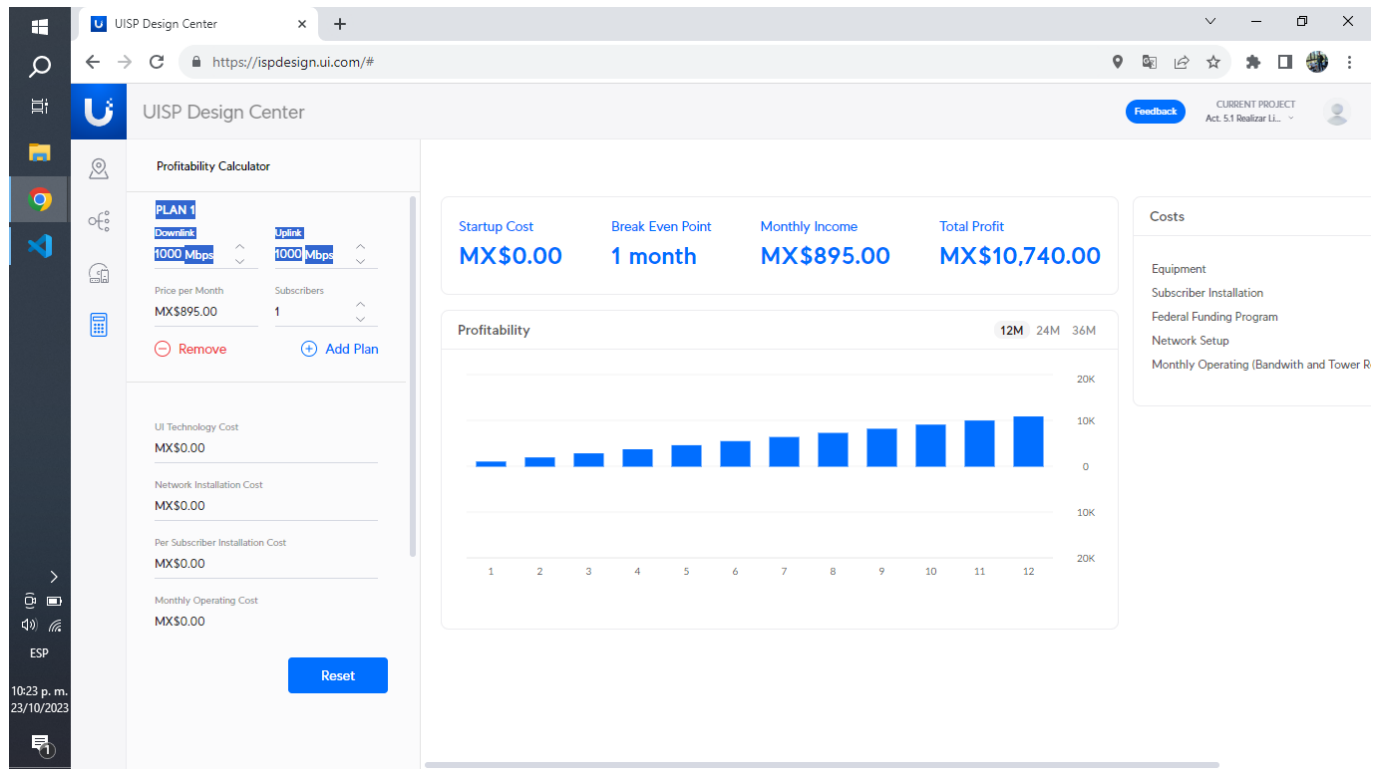 UISP Design Center
https://ispdesign.ui.com/#
UISP Design Center
Feedback
CURRENT PROJECT
Act. 5.1 Realizar Li...
Profitability Calculator
PLAN 1
Downlink Uplink
1000 Mbps 1000 Mbps
Price per Month Subscribers
MX$895.00 1
Remove Add Plan
UI Technology Cost
MX$0.00
Network Installation Cost
MX$0.00
Per Subscriber Installation Cost
MX$0.00
Monthly Operating Cost
MX$0.00
Reset
Startup Cost Break Even Point Monthly Income Total Profit
MX$0.00 1 month MX$895.00 MX$10,740.00
Profitability 12M 24M 36M
20K
10K
0
10K
20K
1 2 3 4 5 6 7 8 9 10 11 12
Costs
Equipment
Subscriber Installation
Federal Funding Program
Network Setup
Monthly Operating (Bandwith and Tower R
ESP
10:23 p. m.
23/10/2023
1